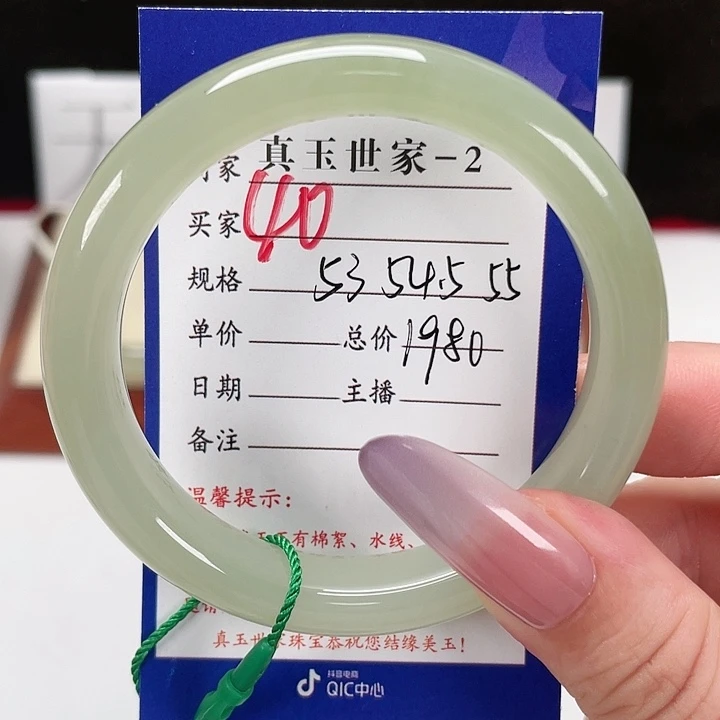 真玉世家-2
家
买家 40
规格 53 54.5 55
单价 总价 1980
日期 主播
备注
温馨提示：
有棉絮、水线、
真玉世家珠宝恭祝您结缘美玉！
抖音电商
QIC中心